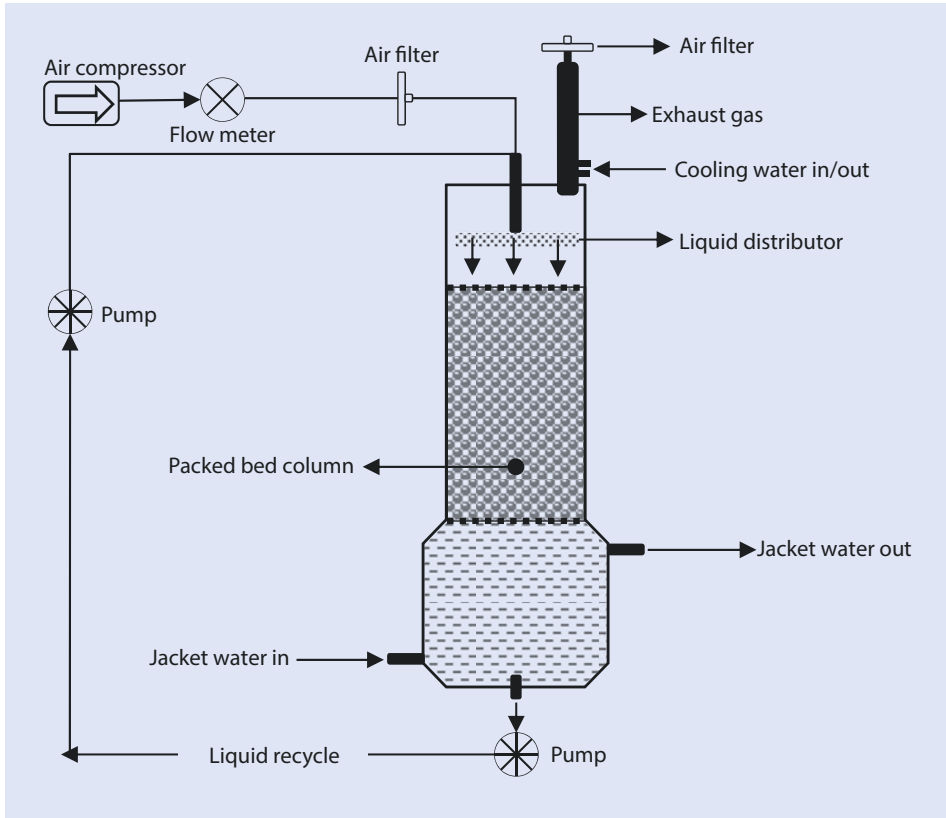 Air compressor
Air filter
Air filter
Exhaust gas
Flow meter
Cooling water in/out
Liquid distributor
Pump
Packed bed column
Jacket water out
Jacket water in
Liquid recycle
Pump